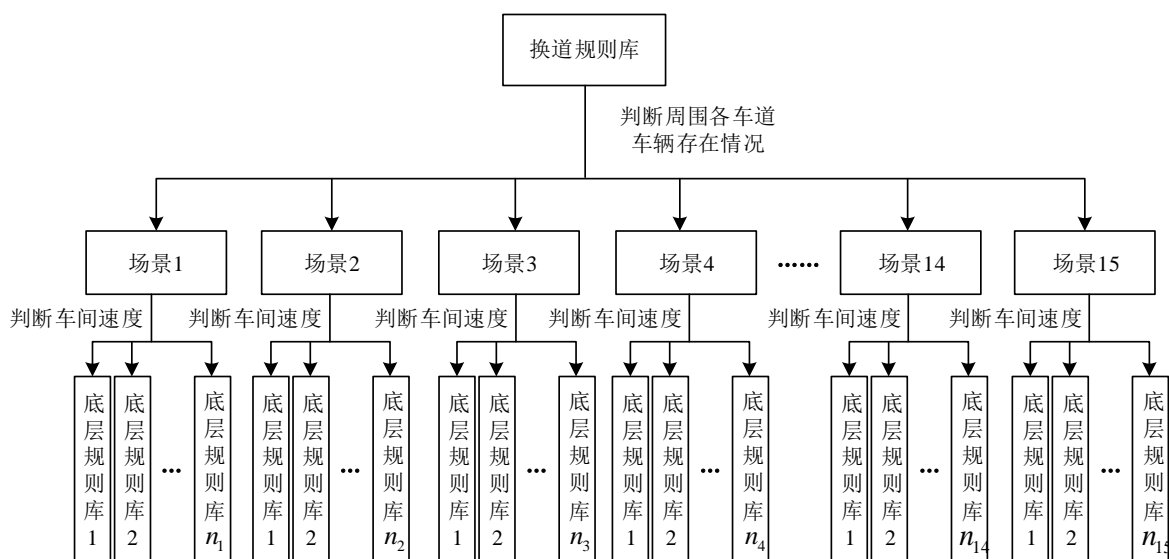 换道规则库
判断周围各车道
车辆存在情况
场景1
场景2
场景3
场景4
......
场景14
场景15
判断车间速度
判断车间速度
判断车间速度
判断车间速度
判断车间速度
判断车间速度
底层规则库1
底层规则库2
...
底层规则库n₁
底层规则库1
底层规则库2
...
底层规则库n₂
底层规则库1
底层规则库2
...
底层规则库n₃
底层规则库1
底层规则库2
...
底层规则库n₄
底层规则库1
底层规则库2
...
底层规则库n₁₄
底层规则库1
底层规则库2
...
底层规则库n₁₅